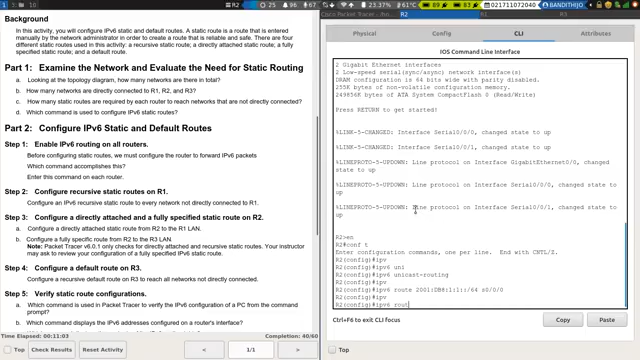 R2
25
96
67
Background
In this activity, you will configure IPv6 static and default routes. A static route is a route that is entered
manually by the network administrator in order to create a route that is reliable and safe. There are four
different static routes used in this activity: a recursive static route; a directly attached static route; a fully
specified static route; and a default route.
Part 1: Examine the Network and Evaluate the Need for Static Routing
a. Looking at the topology diagram, how many networks are there in total?
b. How many networks are directly connected to R1, R2, and R3?
c. How many static routes are required by each router to reach networks that are not directly connected?
d. Which command is used to configure IPv6 static routes?
Part 2: Configure IPv6 Static and Default Routes
Step 1: Enable IPv6 routing on all routers.
Before configuring static routes, we must configure the router to forward IPv6 packets
Which command accomplishes this?
Enter this command on each router.
Step 2: Configure recursive static routes on R1.
Configure an IPv6 static route to every network not directly connected to R1.
Step 3: Configure a directly attached and a fully specified static route on R2.
a. Configure a directly attached static route from R2 to the R1 LAN.
b. Configure a fully specific route from R2 to the R3 LAN.
Note: Packet Tracer v6.0.1 only checks for directly attached and recursive static routes. Your instructor
may ask to review your configuration of a fully specified static IPv6 route.
Step 4: Configure a default route on R3.
Configure a recursive default route on R3 to reach all networks not directly connected.
Step 5: Verify static route configurations.
a. Which command is used in Packet Tracer to verify the IPv6 configuration of a PC from the command
prompt?
b. Which command displays the IPv6 addresses configured on a router's interface?
Time Elapsed: 00:11:03
Completion: 40/60
Top
Check Results
Reset Activity
<
1/1
>
23.37%
89
83
021711072043
BANDITHIJO
R2
R1
R3
Physical
Config
CLI
Attributes
IOS Command Line Interface
2 Gigabit Ethernet interfaces
2 Low-speed serial(sync/async) network interface(s)
DRAM configuration is 64 bits wide with parity disabled.
255K bytes of non-volatile configuration memory.
249856K bytes of ATA System CompactFlash 0 (Read/Write)
Press RETURN to get started!
%LINK-5-CHANGED: Interface Serial0/0/0, changed state to up
%LINK-5-CHANGED: Interface Serial0/0/1, changed state to up
%LINEPROTO-5-UPDOWN: Line protocol on Interface GigabitEthernet0/0, changed
state to up
%LINEPROTO-5-UPDOWN: Line protocol on Interface Serial0/0/0, changed state to
up
%LINEPROTO-5-UPDOWN: Line protocol on Interface Serial0/0/1, changed state to
up
R2>en
R2#conf t
Enter configuration commands, one per line. End with CNTL/Z.
R2(config)#ipv
R2(config)#ipv6 uni
R2(config)#ipv6 unicast-routing
R2(config)#ipv
R2(config)#ipv6 route 2001:DB8:1:1::/64 s0/0/0
R2(config)#ipv
R2(config)#ipv6 rout
Ctrl+F6 to exit CLI focus
Copy
Paste
Top